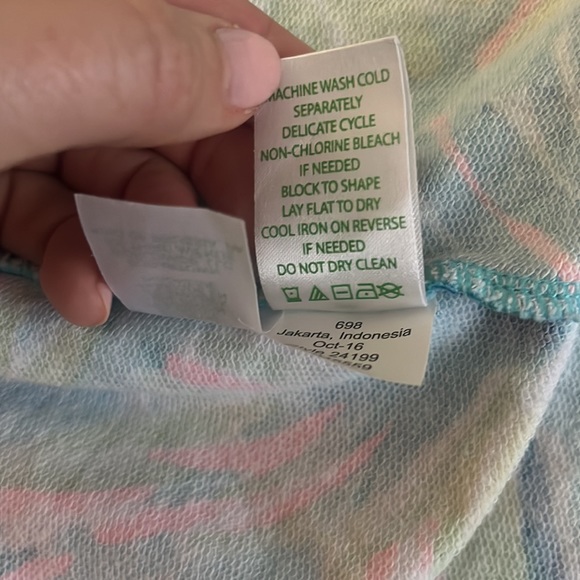 MACHINE WASH COLD
SEPARATELY
DELICATE CYCLE
NON-CHLORINE BLEACH
IF NEEDED
BLOCK TO SHAPE
LAY FLAT TO DRY
COOL IRON ON REVERSE
IF NEEDED
DO NOT DRY CLEAN
698
Jakarta, Indonesia
Oct-16
24199